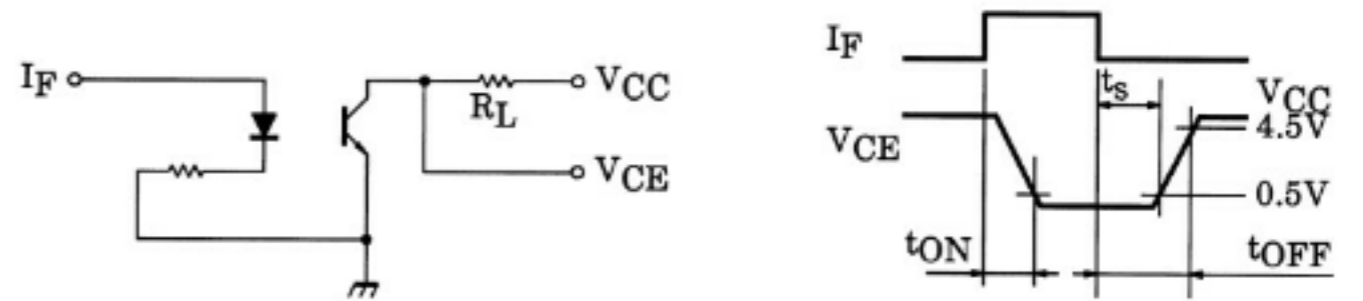 IF
VCC
RL
VCE
IF
tS
VCC
4.5V
VCE
0.5V
tON
tOFF